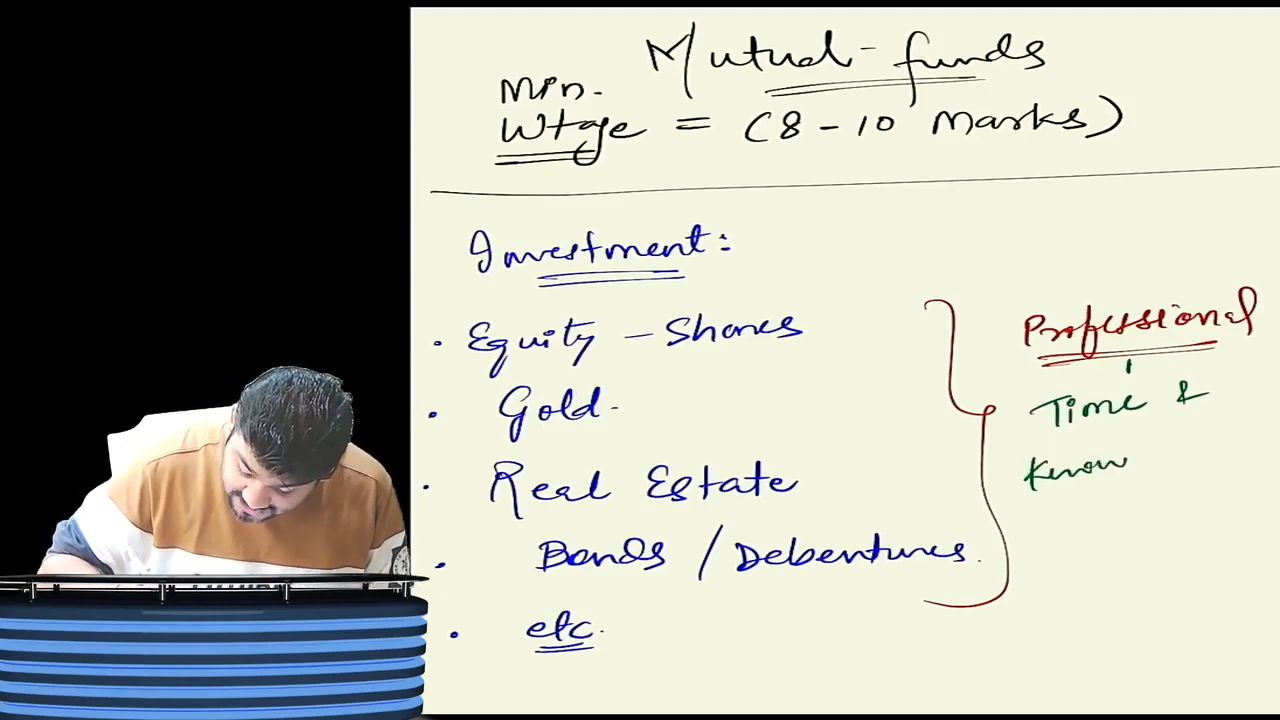 Mutual-funds
Min.
Wtge = (8-10 Marks)
Investment:
• Equity - Shares
• Gold.
• Real Estate
• Bonds / Debentures.
• etc.
Professional
Time &
Know